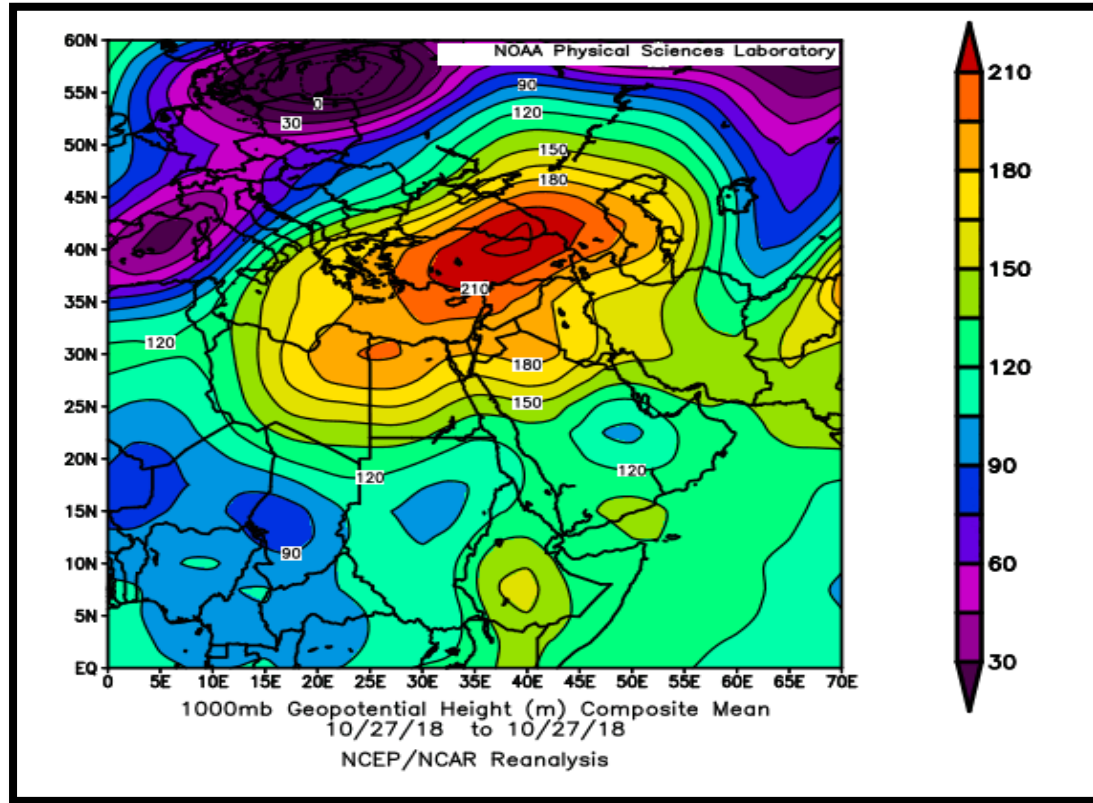 60N
NOAA Physical Sciences Laboratory
55N
90
0
120
30
50N
150
180
45N
40N
210
35N
120
30N
180
25N
150
20N
120
120
15N
90
10N
5N
EQ
0 5E 10E 15E 20E 25E 30E 35E 40E 45E 50E 55E 60E 65E 70E
1000mb Geopotential Height (m) Composite Mean
10/27/18 to 10/27/18
NCEP/NCAR Reanalysis
210
180
150
120
90
60
30